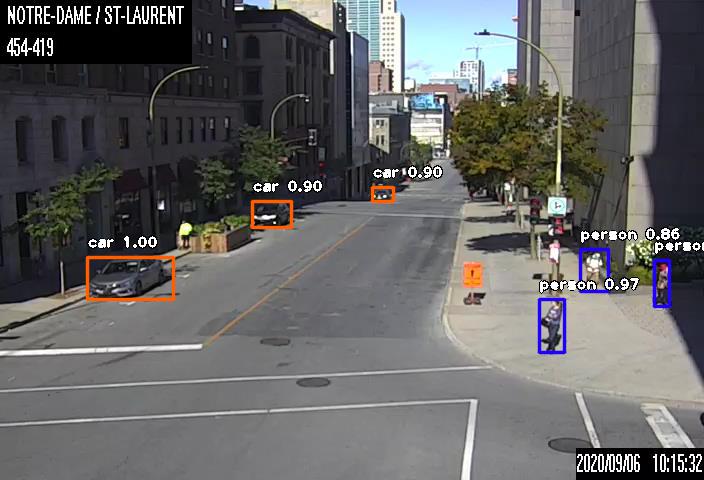 NOTRE-DAME / ST-LAURENT
454-419
car 0.90
car 0.90
person 0.86
person
car 1.00
person 0.97
2020/09/06 10:15:32